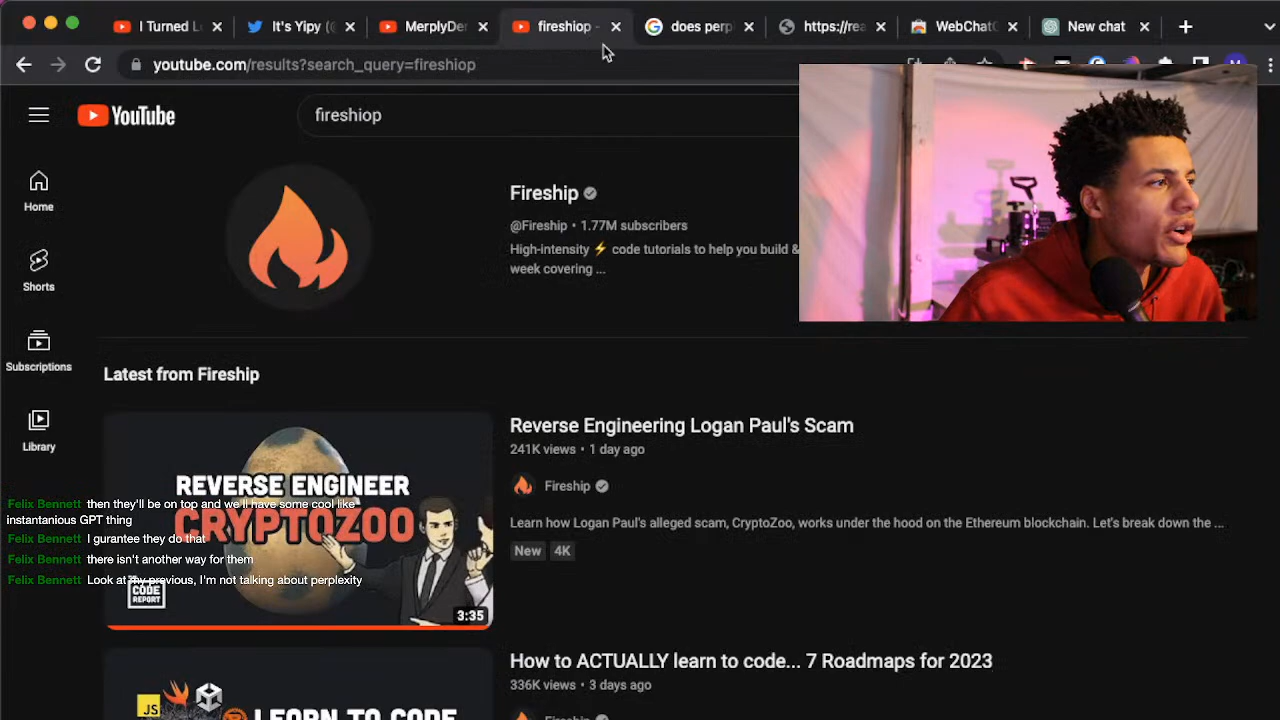 I Turned L
It's Yipy (
MerplyDer
fireshiop -
does perp
https://rea
WebChatG
New chat
youtube.com/results?search_query=fireshiop
YouTube
fireshiop
Home
Shorts
Subscriptions
Library
Fireship
@Fireship • 1.77M subscribers
High-intensity ⚡ code tutorials to help you build &
week covering ...
Latest from Fireship
REVERSE ENGINEER
CRYPTOZOO
CODE
REPORT
3:35
Reverse Engineering Logan Paul's Scam
241K views • 1 day ago
Fireship
Learn how Logan Paul's alleged scam, CryptoZoo, works under the hood on the Ethereum blockchain. Let's break down the ...
New
4K
Felix Bennett then they'll be on top and we'll have some cool like
instantanious GPT thing
Felix Bennett I gurantee they do that
Felix Bennett there isn't another way for them
Felix Bennett Look at my previous, I'm not talking about perplexity
JS
LEARN TO CODE
How to ACTUALLY learn to code... 7 Roadmaps for 2023
336K views • 3 days ago
Fireship